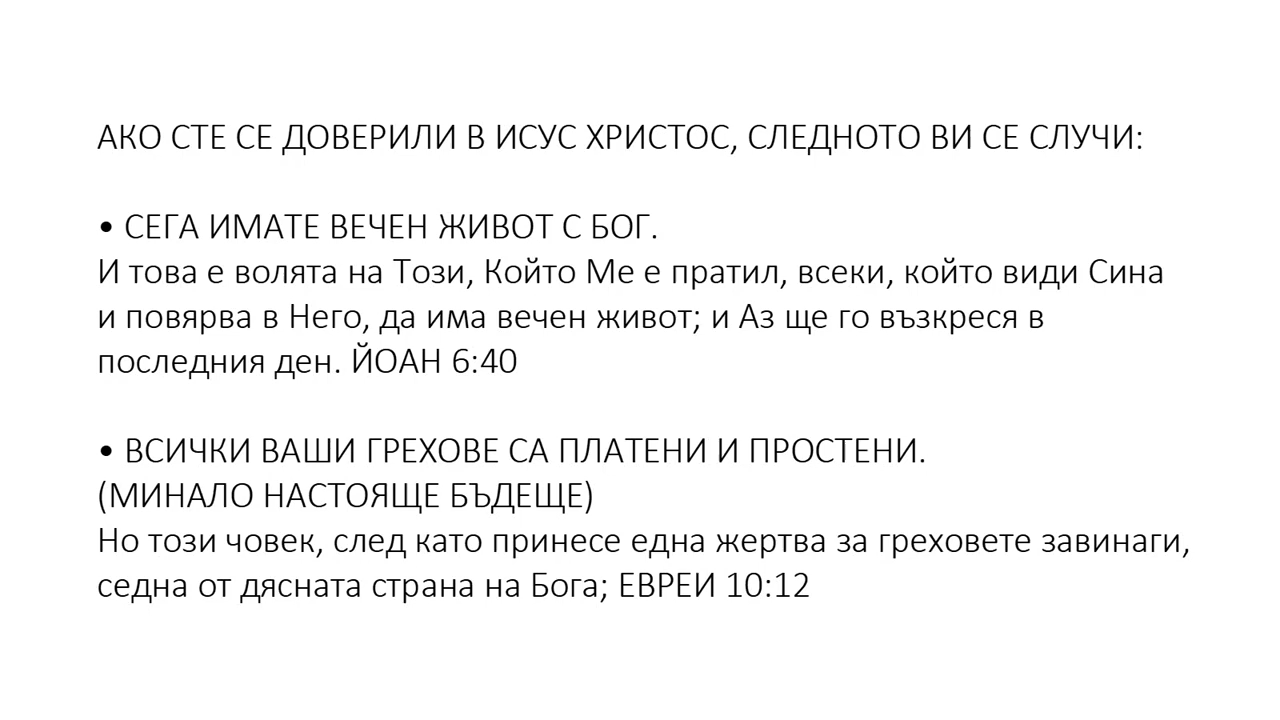 АКО СТЕ СЕ ДОВЕРИЛИ В ИСУС ХРИСТОС, СЛЕДНОТО ВИ СЕ СЛУЧИ:
• СЕГА ИМАТЕ ВЕЧЕН ЖИВОТ С БОГ.
И това е волята на Този, Който Ме е пратил, всеки, който види Сина
и повярва в Него, да има вечен живот; и Аз ще го възкреся в
последния ден. ЙОАН 6:40
• ВСИЧКИ ВАШИ ГРЕХОВЕ СА ПЛАТЕНИ И ПРОСТЕНИ.
(МИНАЛО НАСТОЯЩЕ БЪДЕЩЕ)
Но този човек, след като принесе една жертва за греховете завинаги,
седна от дясната страна на Бога; ЕВРЕИ 10:12